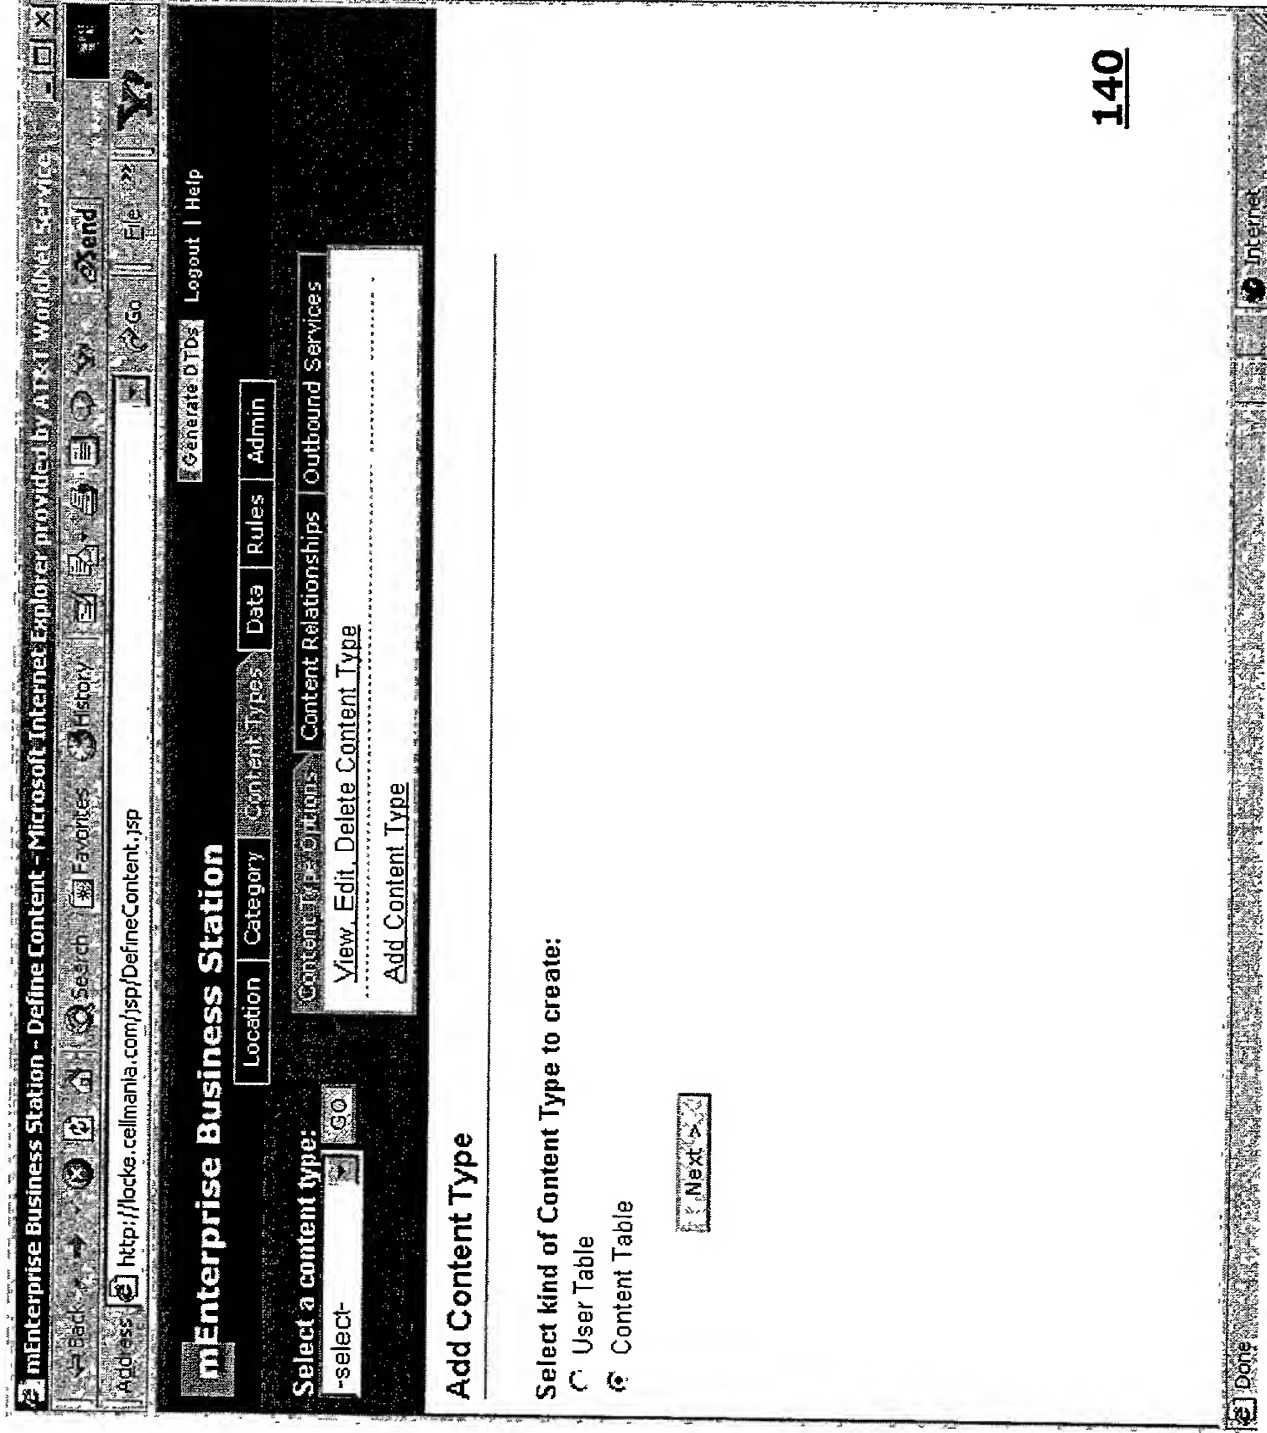 mEnterprise Business Station - Define Content - Microsoft Internet Explorer provided by AT&T WorldNet Service
Back Search Favorites History Send
Address http://locke.cellmania.com/jsp/DefineContent.jsp Go File >> Y! >>
mEnterprise Business Station Generate DTDs Logout | Help
Location Category Content Types Data Rules Admin
Select a content type: Content Type Options Content Relationships Outbound Services
-select- GO View, Edit, Delete Content Type
Add Content Type
Add Content Type
Select kind of Content Type to create:
User Table
Content Table
Next >
140
Done Internet